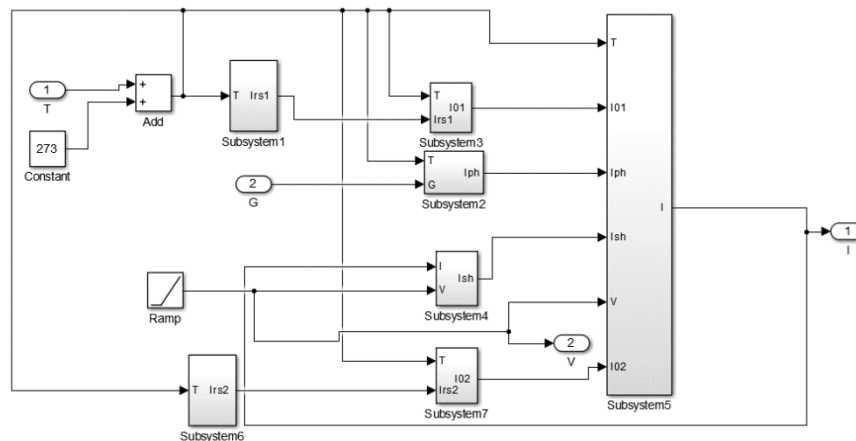 T
1
+
+
T
Add
T Irs1
Subsystem1
T
I01
Irs1
Subsystem3
I01
273
Constant
2
G
T
Iph
G
Subsystem2
Iph
I
1
I
Ish
I
Ish
V
Subsystem4
Ramp
V
2
V
T Irs2
Subsystem6
T
I02
Irs2
Subsystem7
I02
Subsystem5